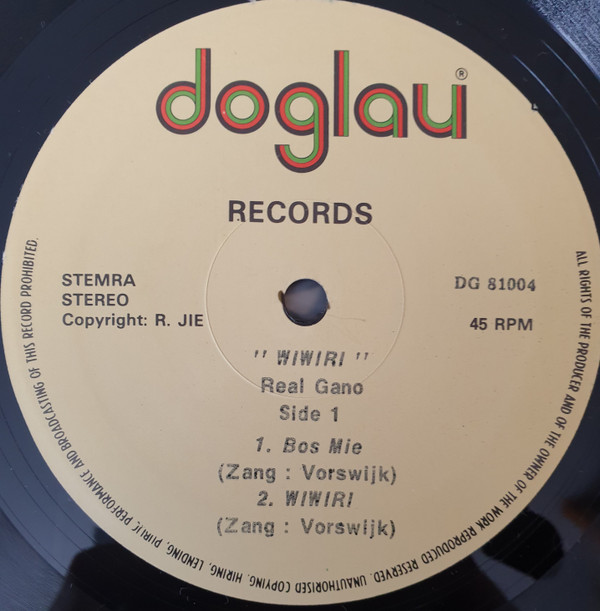 doglau®
RECORDS
STEMRA
STEREO
Copyright: R. JIE
DG 81004
45 RPM
" WIWIRI "
Real Gano
Side 1
1. Bos Mie
(Zang : Vorswijk)
2. WIWIRI
(Zang : Vorswijk)
ALL RIGHTS OF THE PRODUCER AND OF THE OWNER OF THE WORK REPRODUCED RESERVED. UNAUTHORISED COPYING, HIRING, LENDING, PUBLIC PERFORMANCE AND BROADCASTING OF THIS RECORD PROHIBITED.